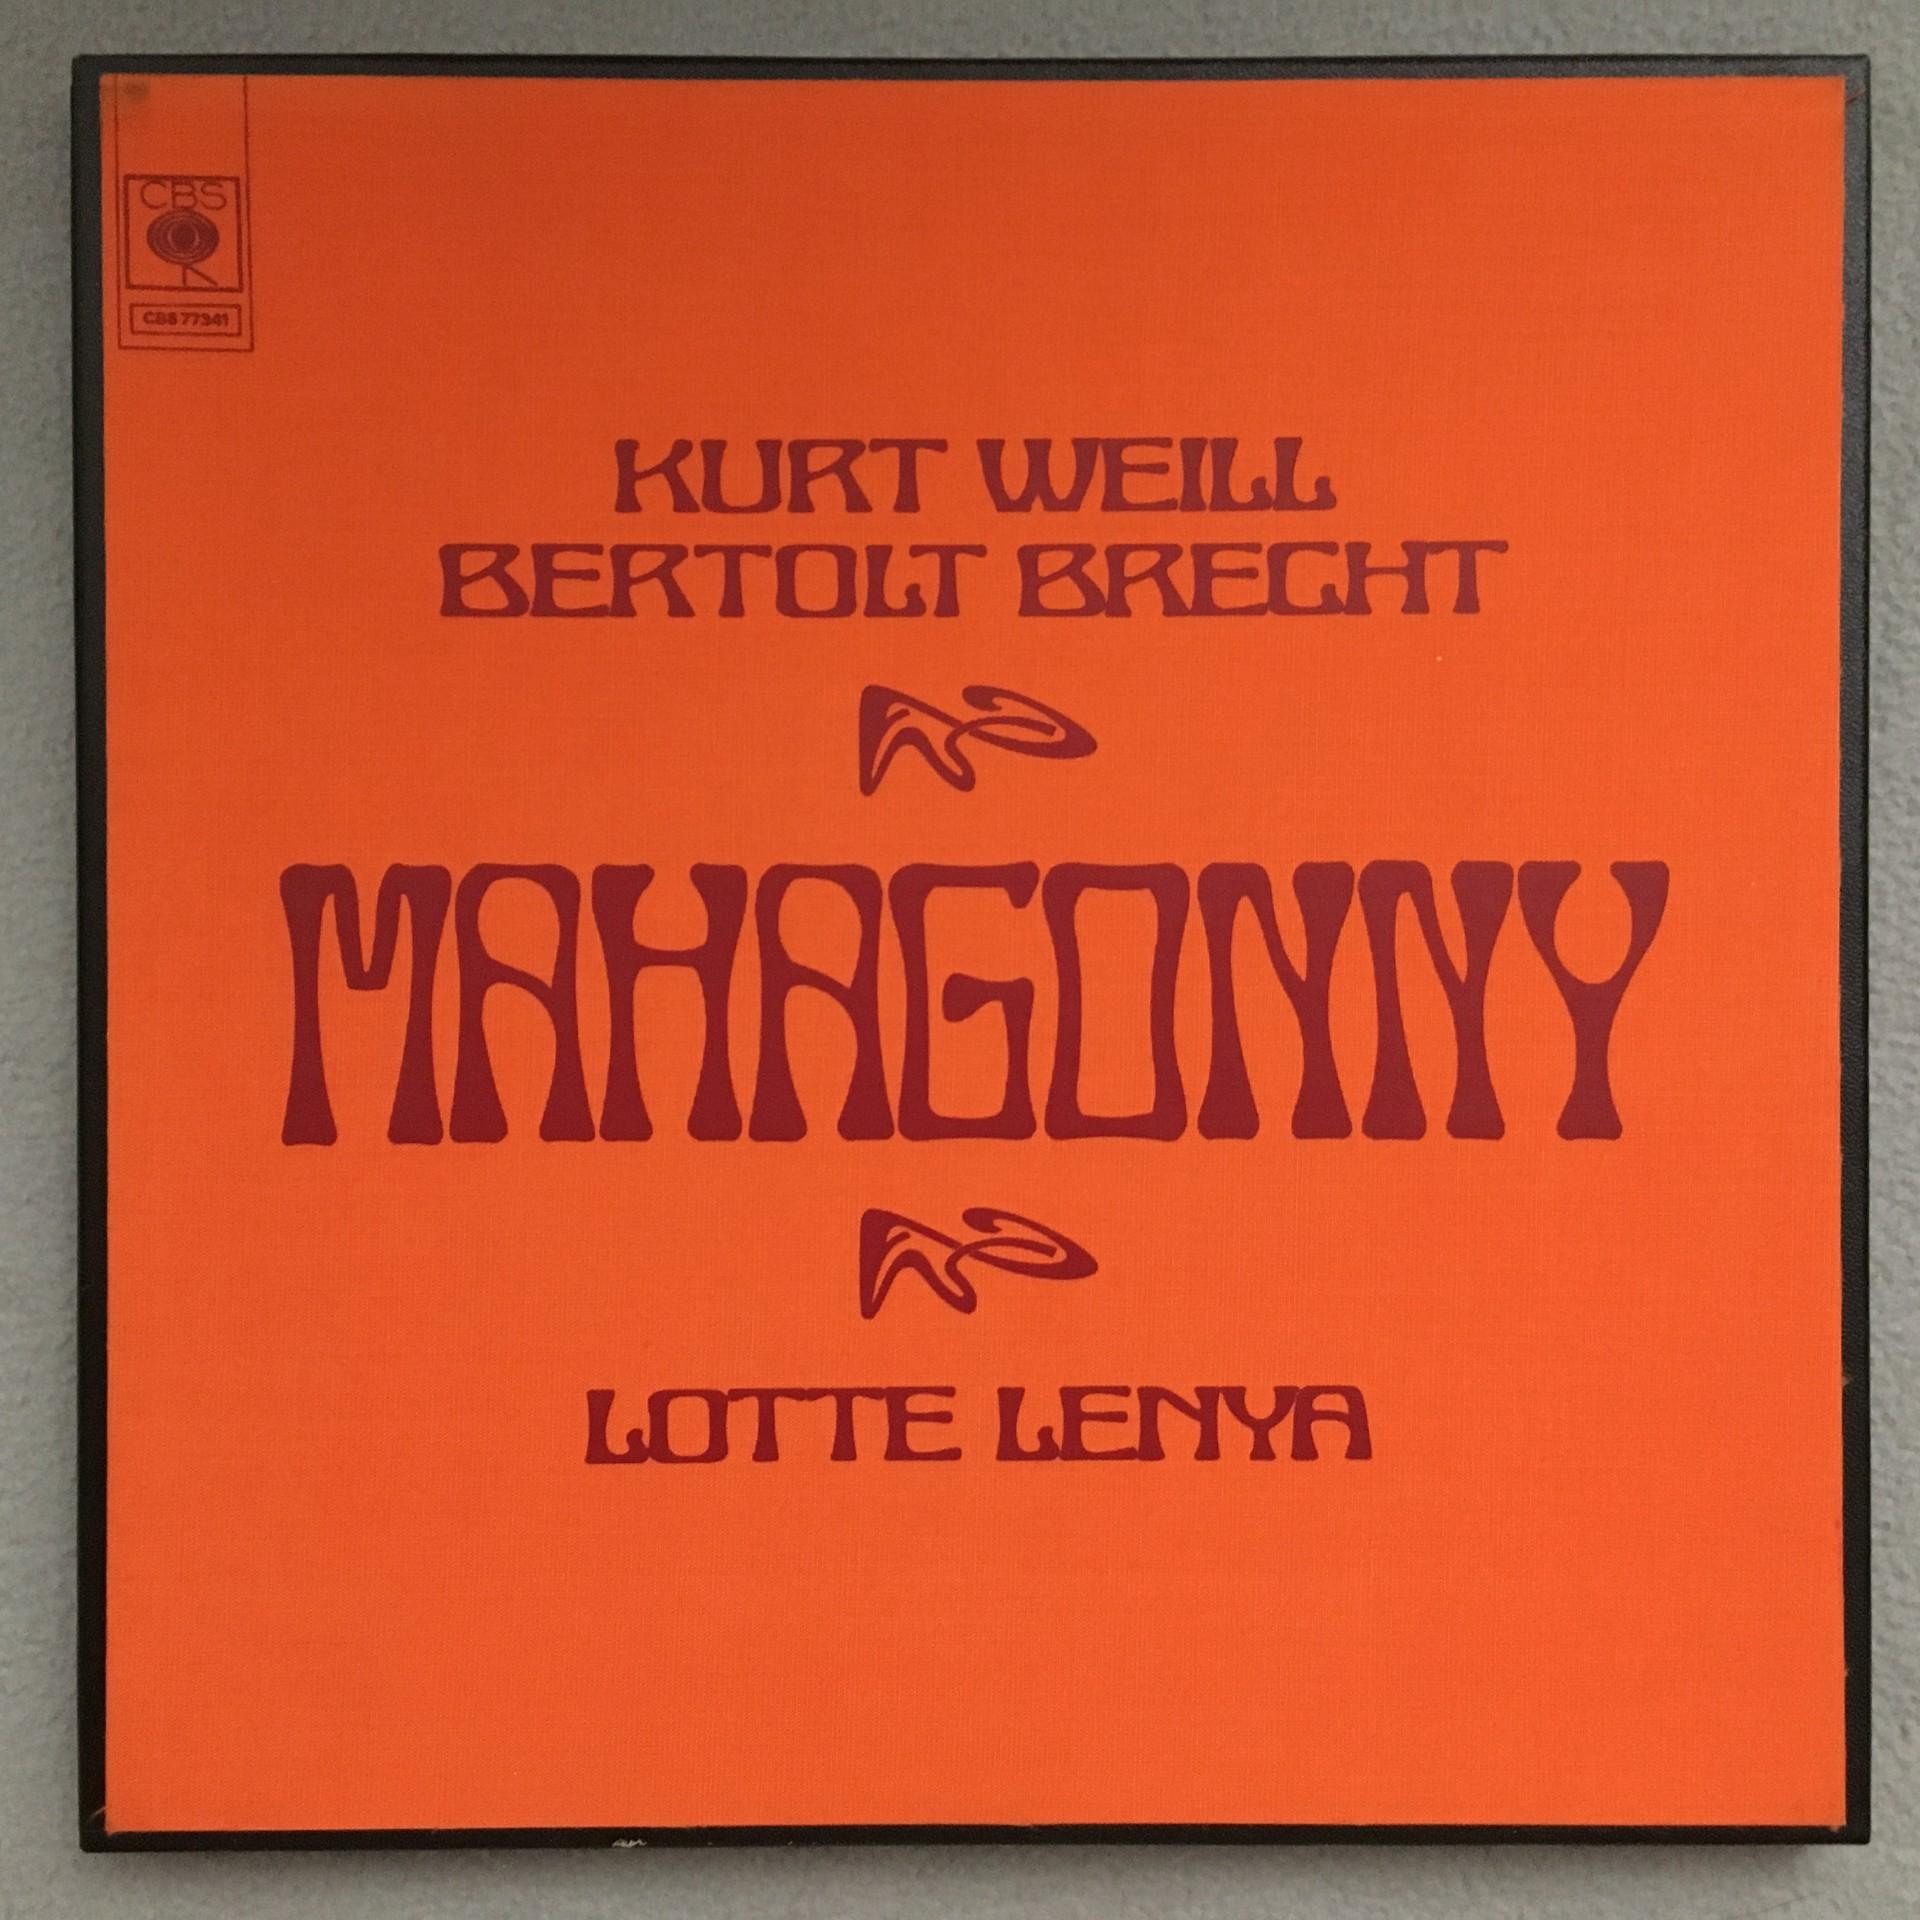 CBS
CBS 77341
KURT WEILL
BERTOLT BRECHT
MAHAGONNY
LOTTE LENYA